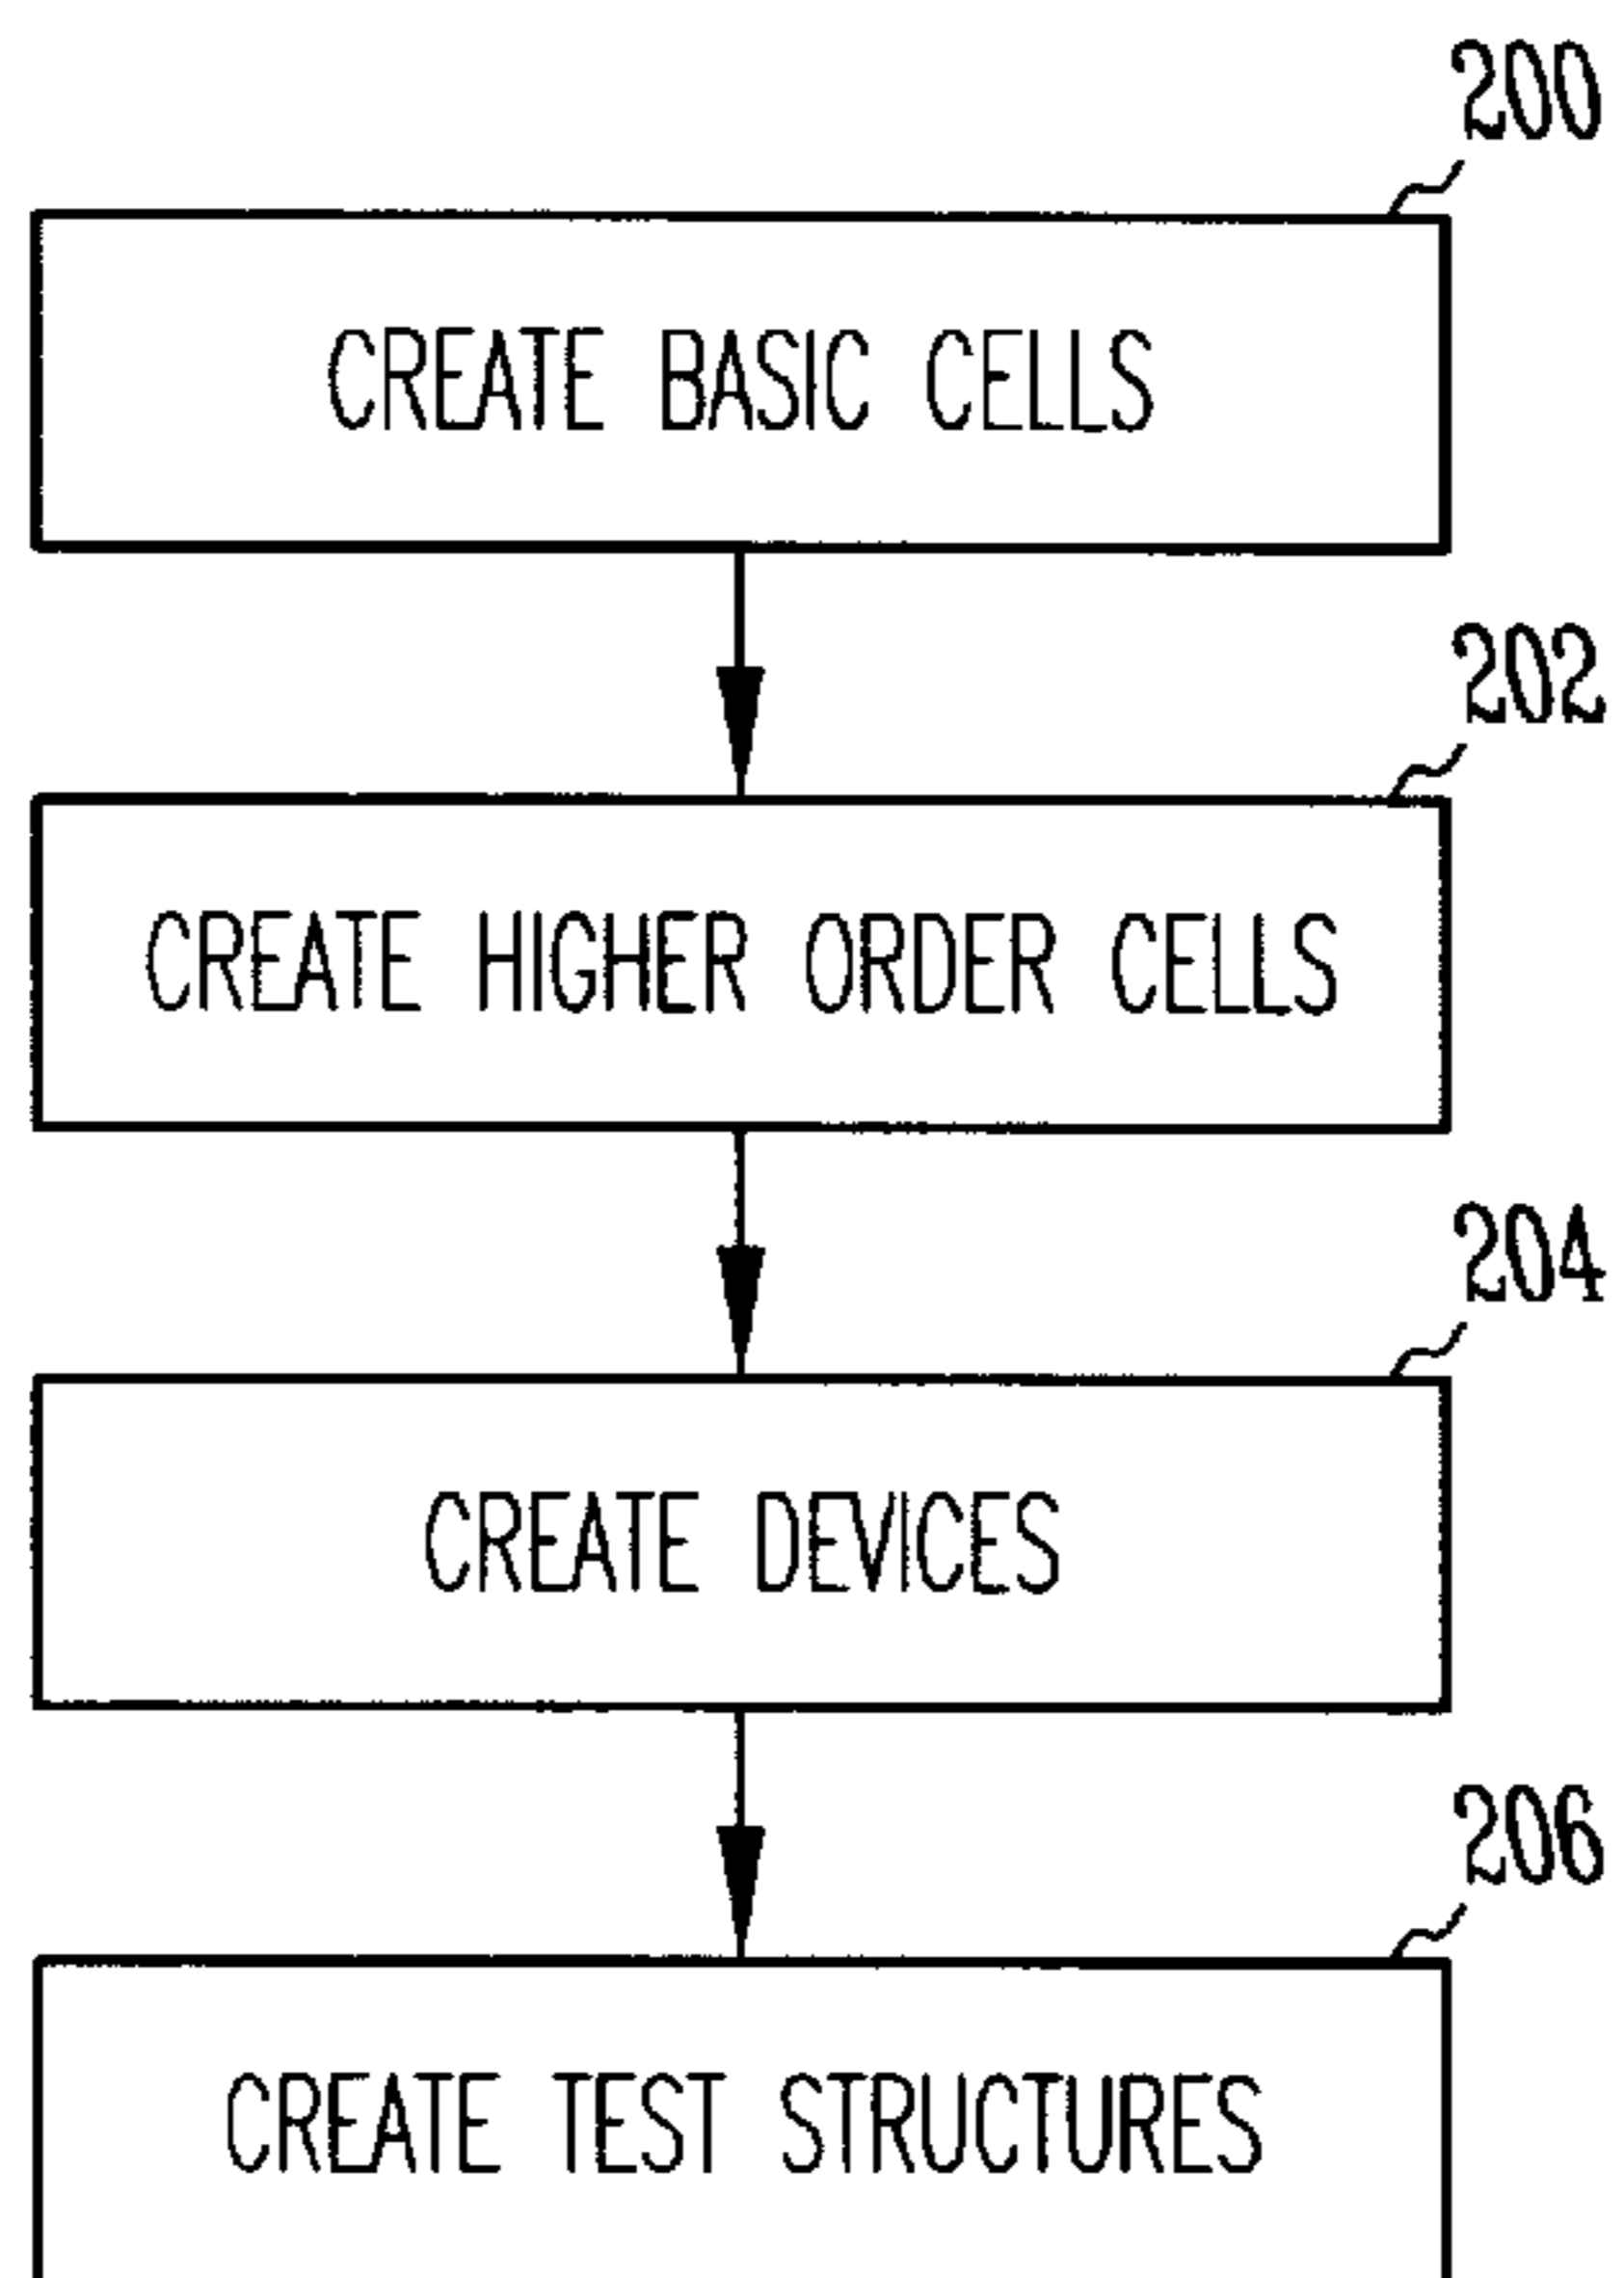 200
CREATE BASIC CELLS
202
CREATE HIGHER ORDER CELLS
204
CREATE DEVICES
206
CREATE TEST STRUCTURES